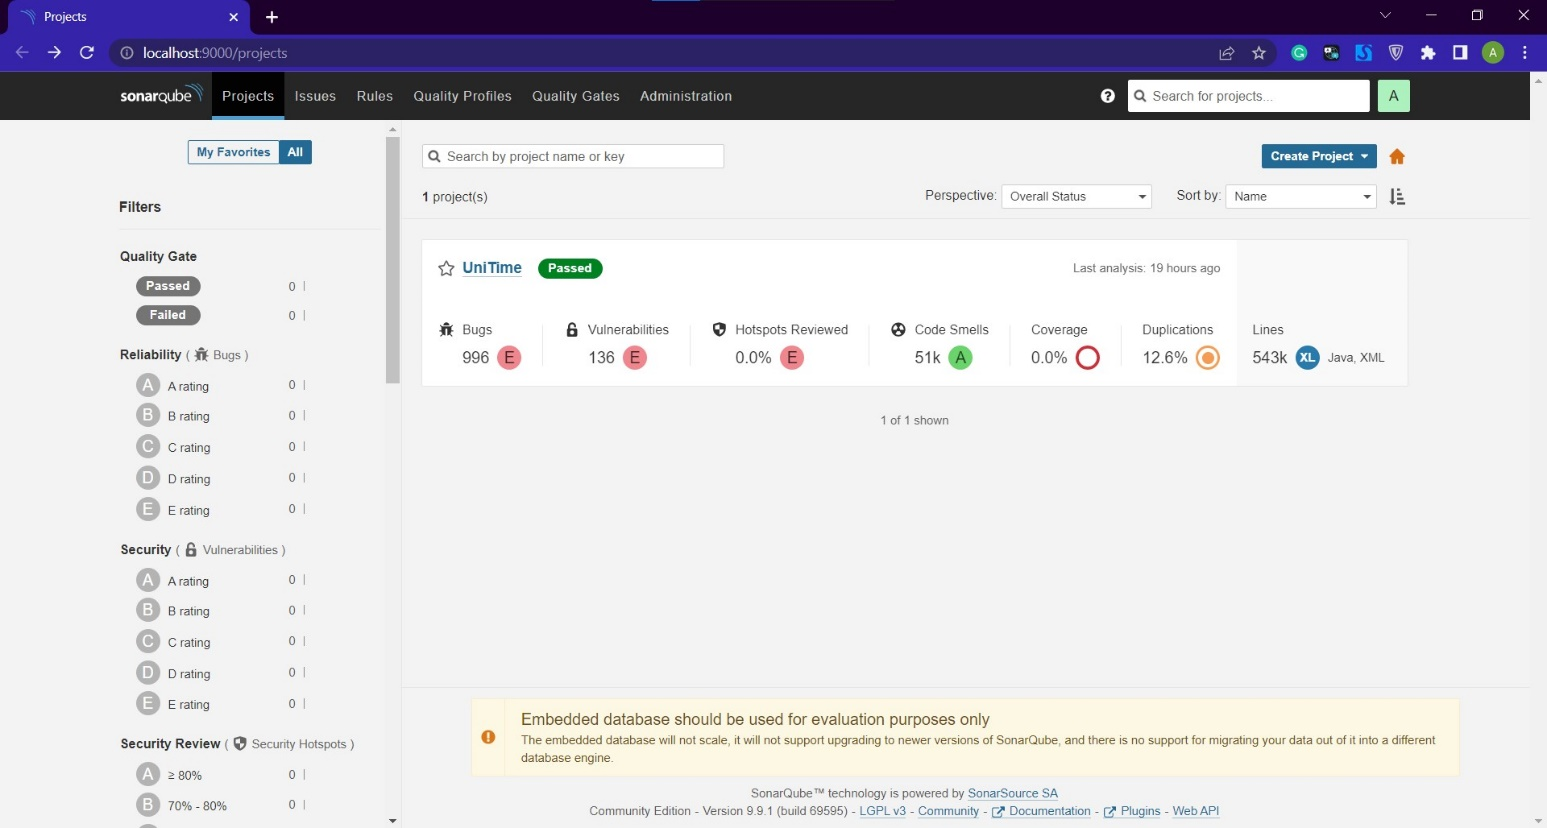 Projects
localhost:9000/projects
A
sonarqube Projects Issues Rules Quality Profiles Quality Gates Administration
Search for projects...
A
My Favorites All
Filters
Quality Gate
Passed 0
Failed 0
Reliability ( Bugs )
A A rating 0
B B rating 0
C C rating 0
D D rating 0
E E rating 0
Security ( Vulnerabilities )
A A rating 0
B B rating 0
C C rating 0
D D rating 0
E E rating 0
Security Review ( Security Hotspots )
A ≥ 80% 0
B 70% - 80% 0
Search by project name or key
Create Project
1 project(s)
Perspective: Overall Status
Sort by: Name
UniTime Passed
Last analysis: 19 hours ago
Bugs Vulnerabilities Hotspots Reviewed Code Smells Coverage Duplications Lines
996 E 136 E 0.0% E 51k A 0.0% 12.6% 543k XL Java, XML
1 of 1 shown
Embedded database should be used for evaluation purposes only
The embedded database will not scale, it will not support upgrading to newer versions of SonarQube, and there is no support for migrating your data out of it into a different
database engine.
SonarQube™ technology is powered by SonarSource SA
Community Edition - Version 9.9.1 (build 69595) - LGPL v3 - Community - Documentation - Plugins - Web API